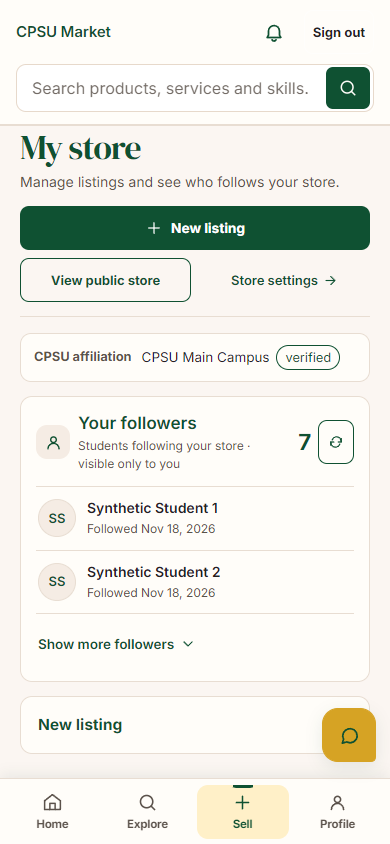 CPSU Market
Sign out
Search products, services and skills.
My store
Manage listings and see who follows your store.
New listing
View public store
Store settings →
CPSU affiliation CPSU Main Campus verified
Your followers
Students following your store ·
visible only to you
7
SS
Synthetic Student 1
Followed Nov 18, 2026
SS
Synthetic Student 2
Followed Nov 18, 2026
Show more followers
New listing
Home
Explore
Sell
Profile